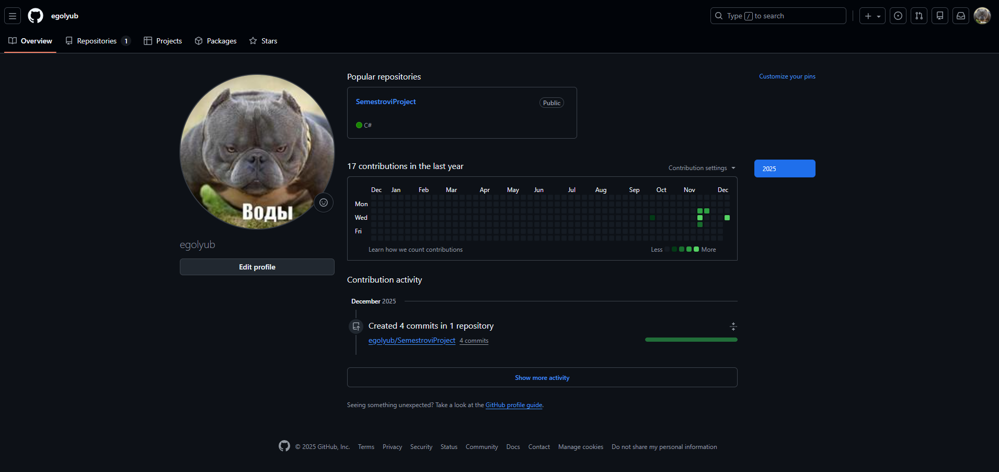 egolyub
Type / to search
Overview
Repositories 1
Projects
Packages
Stars
Воды
egolyub
Edit profile
Popular repositories
Customize your pins
SemestroviProject
Public
C#
17 contributions in the last year
Contribution settings
2025
Dec Jan Feb Mar Apr May Jun Jul Aug Sep Oct Nov Dec
Mon
Wed
Fri
Learn how we count contributions
Less
More
Contribution activity
December 2025
Created 4 commits in 1 repository
egolyub/SemestroviProject 4 commits
Show more activity
Seeing something unexpected? Take a look at the GitHub profile guide.
© 2025 GitHub, Inc. Terms Privacy Security Status Community Docs Contact Manage cookies Do not share my personal information